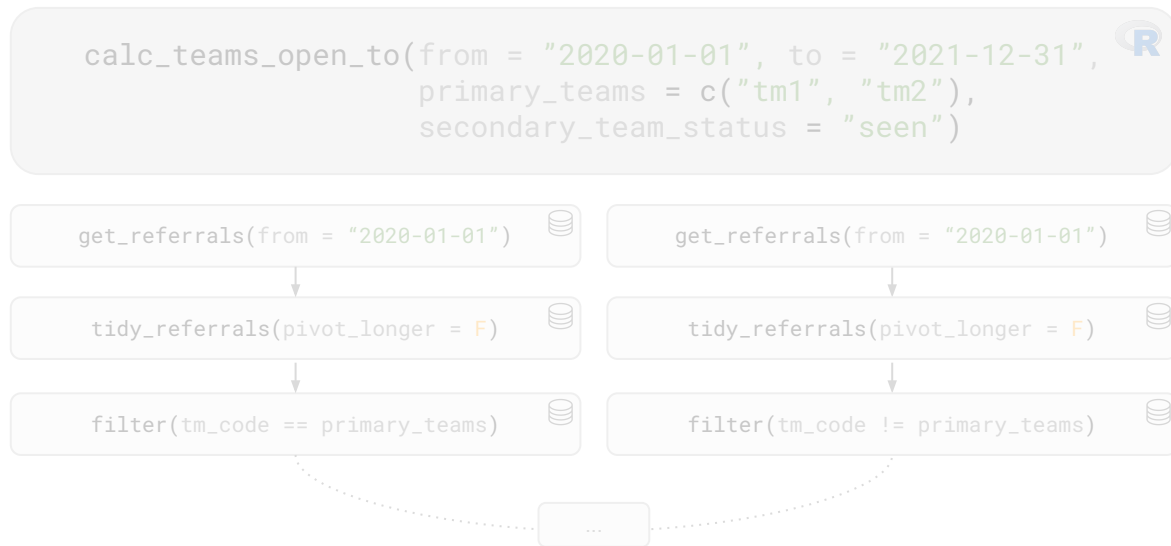 calc_teams_open_to(from = ”2020-01-01”, to = ”2021-12-31”,
primary_teams = c(”tm1”, ”tm2”),
secondary_team_status = ”seen”)
R
get_referrals(from = “2020-01-01”)
get_referrals(from = “2020-01-01”)
tidy_referrals(pivot_longer = F)
tidy_referrals(pivot_longer = F)
filter(tm_code == primary_teams)
filter(tm_code != primary_teams)
...